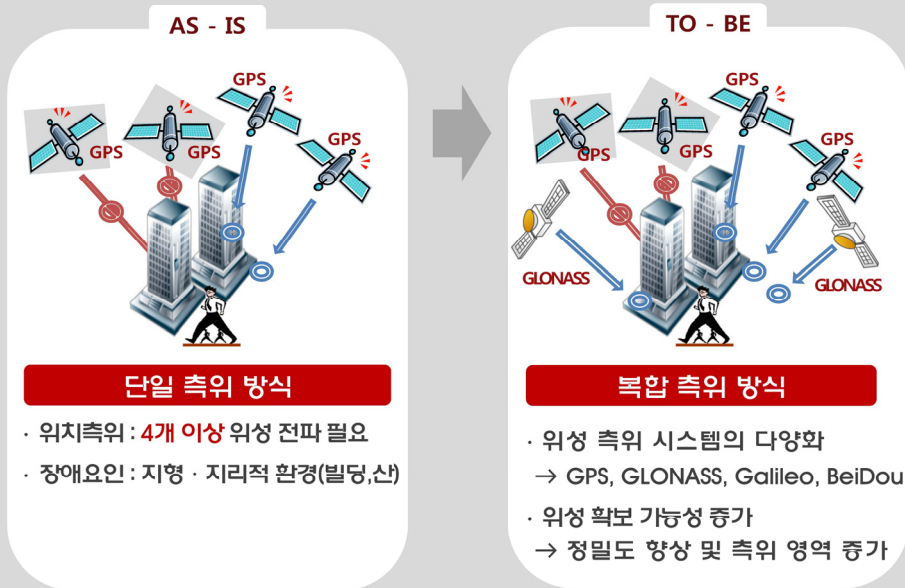 AS - IS
GPS
GPS
GPS
GPS
단일 측위 방식
· 위치측위 : 4개 이상 위성 전파 필요
· 장애요인 : 지형 · 지리적 환경(빌딩,산)
TO - BE
GPS
GPS
GPS
GPS
GLONASS
GLONASS
복합 측위 방식
· 위성 측위 시스템의 다양화
→ GPS, GLONASS, Galileo, BeiDou
· 위성 확보 가능성 증가
→ 정밀도 향상 및 측위 영역 증가